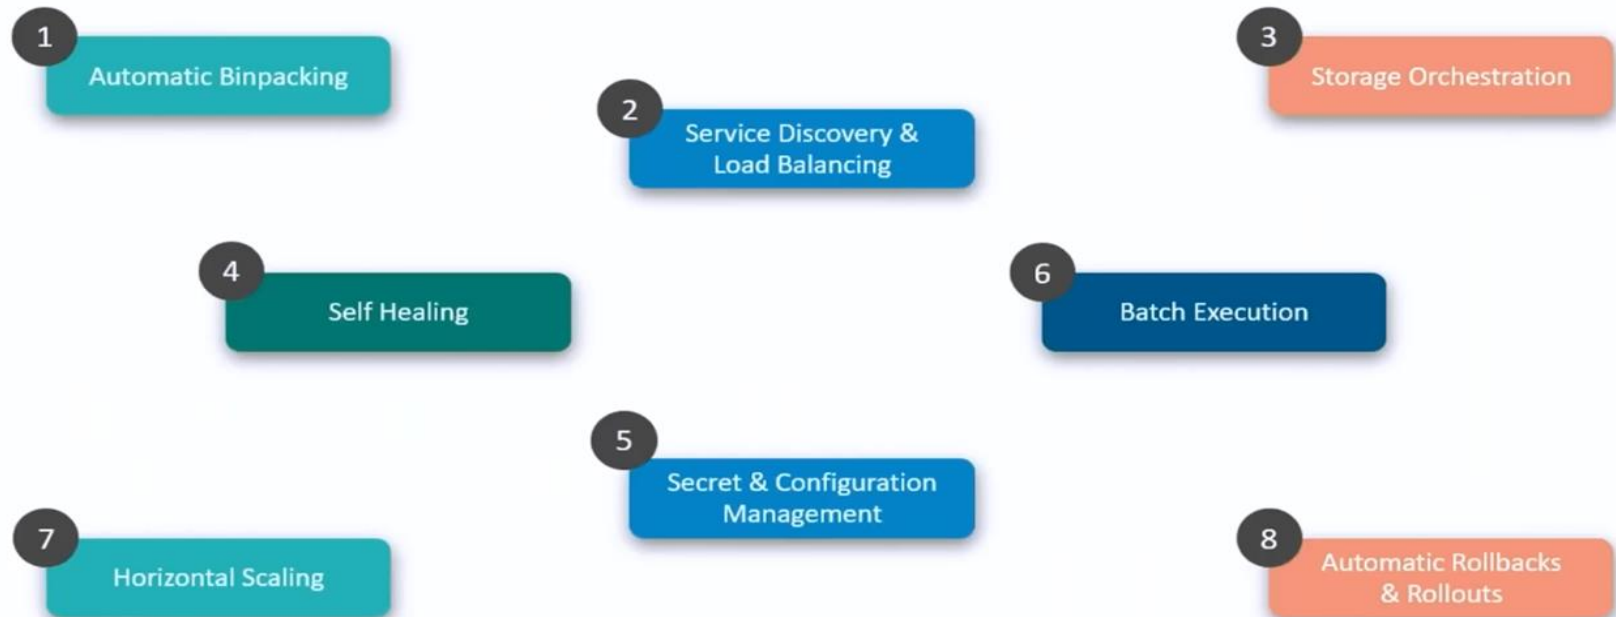 1
Automatic Binpacking
2
Service Discovery &
Load Balancing
3
Storage Orchestration
4
Self Healing
5
Secret & Configuration
Management
6
Batch Execution
7
Horizontal Scaling
8
Automatic Rollbacks
& Rollouts